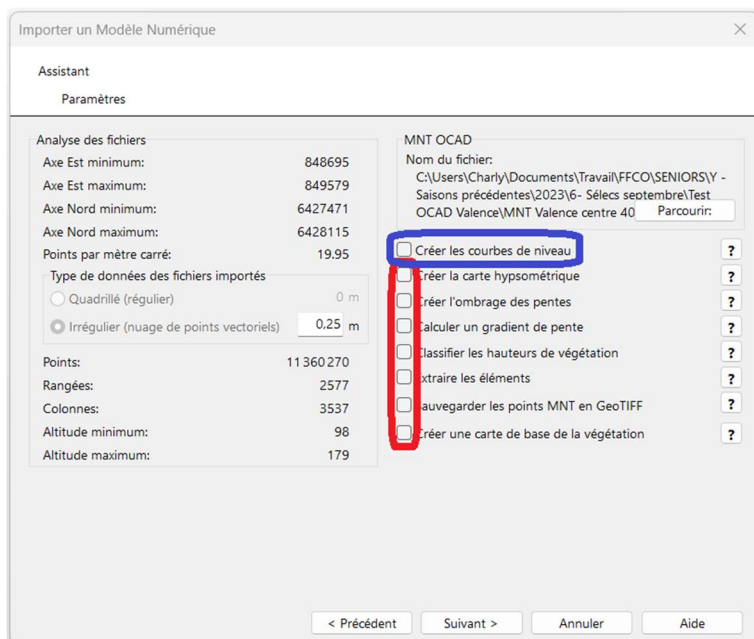 Importer un Modèle Numérique
Assistant
Paramètres
Analyse des fichiers
Axe Est minimum: 848695
Axe Est maximum: 849579
Axe Nord minimum: 6427471
Axe Nord maximum: 6428115
Points par mètre carré: 19.95
Type de données des fichiers importés
Quadrillé (régulier) 0 m
Irrégulier (nuage de points vectoriels) 0,25 m
Points: 11 360 270
Rangées: 2577
Colonnes: 3537
Altitude minimum: 98
Altitude maximum: 179
MNT OCAD
Nom du fichier:
C:\Users\Charly\Documents\Travail\FFCO\SENIORS\Y -
Saisons précédentes\2023\6- Sélecs septembre\Test
OCAD Valence\MNT Valence centre 40
Parcourir:
Créer les courbes de niveau ?
Créer la carte hypsométrique ?
Créer l'ombrage des pentes ?
Calculer un gradient de pente ?
Classifier les hauteurs de végétation ?
Extraire les éléments ?
Sauvegarder les points MNT en GeoTIFF ?
Créer une carte de base de la végétation ?
< Précédent Suivant > Annuler Aide